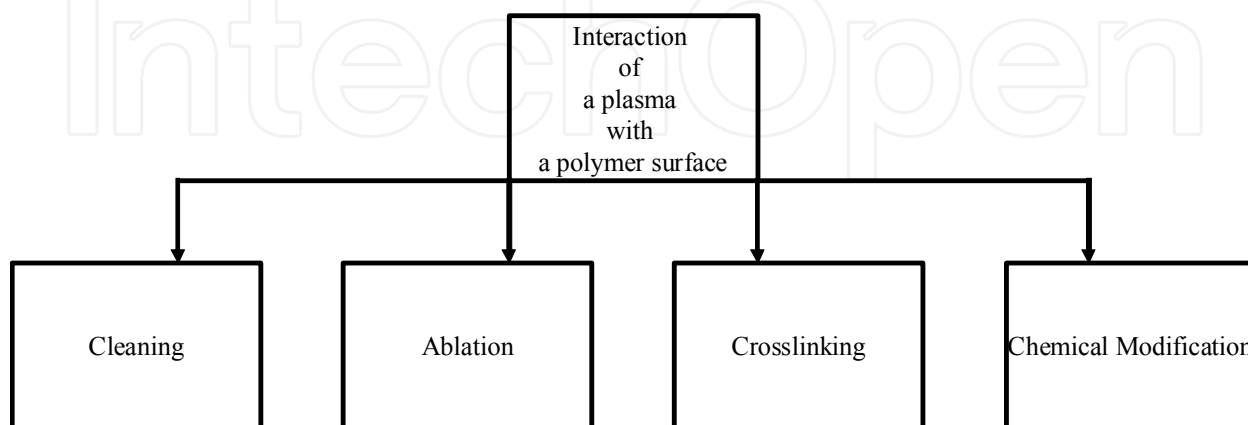 IntechOpen
Interaction
of
a plasma
with
a polymer surface
Cleaning
Ablation
Crosslinking
Chemical Modification